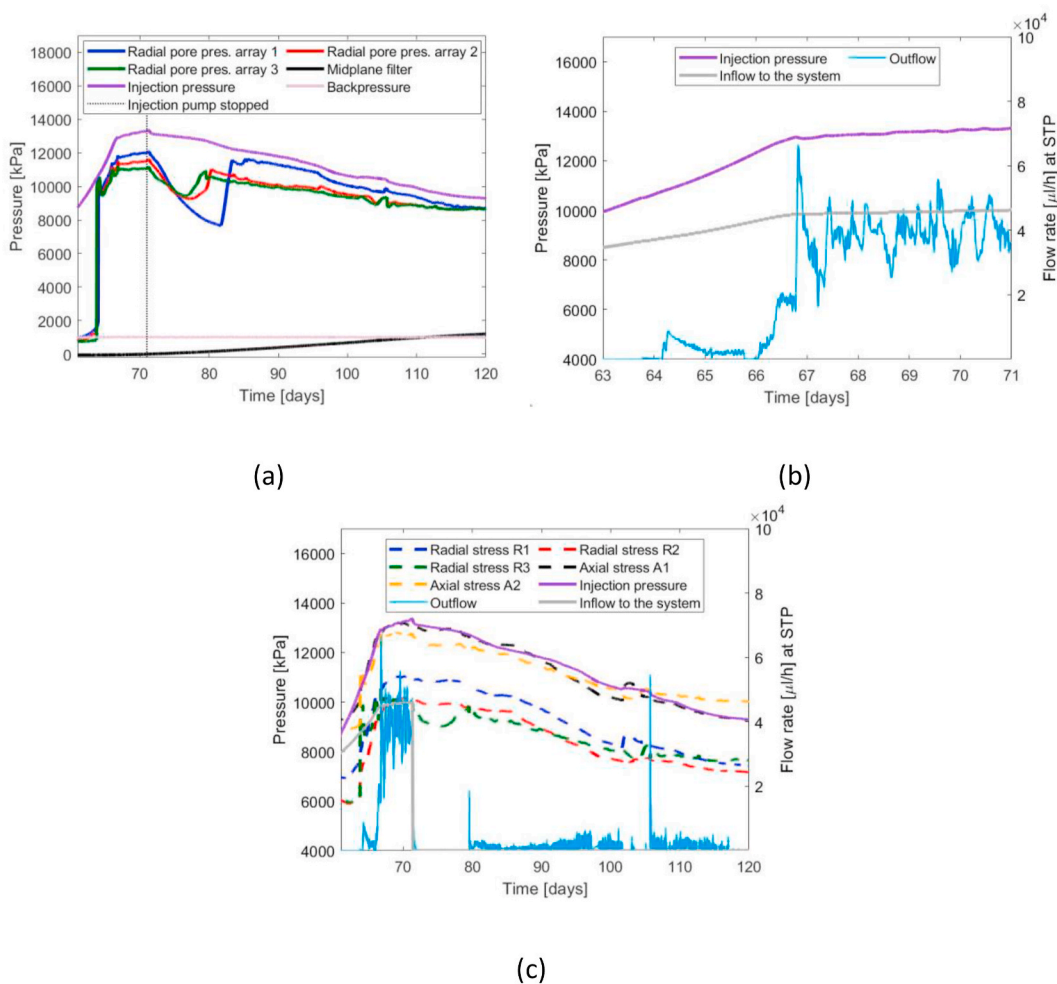 Radial pore pres. array 1
Radial pore pres. array 2
Radial pore pres. array 3
Midplane filter
Injection pressure
Backpressure
Injection pump stopped
Pressure [kPa]
18000
16000
14000
12000
10000
8000
6000
4000
2000
0
70 80 90 100 110 120
Time [days]
(a)
×10⁴
Injection pressure
Outflow
Inflow to the system
Pressure [kPa]
16000
14000
12000
10000
8000
6000
4000
63 64 65 66 67 68 69 70 71
Time [days]
10
8
6
4
2
Flow rate [μl/h] at STP
(b)
×10⁴
Radial stress R1
Radial stress R2
Radial stress R3
Axial stress A1
Axial stress A2
Injection pressure
Outflow
Inflow to the system
Pressure [kPa]
16000
14000
12000
10000
8000
6000
4000
70 80 90 100 110 120
Time [days]
10
8
6
4
2
Flow rate [μl/h] at STP
(c)